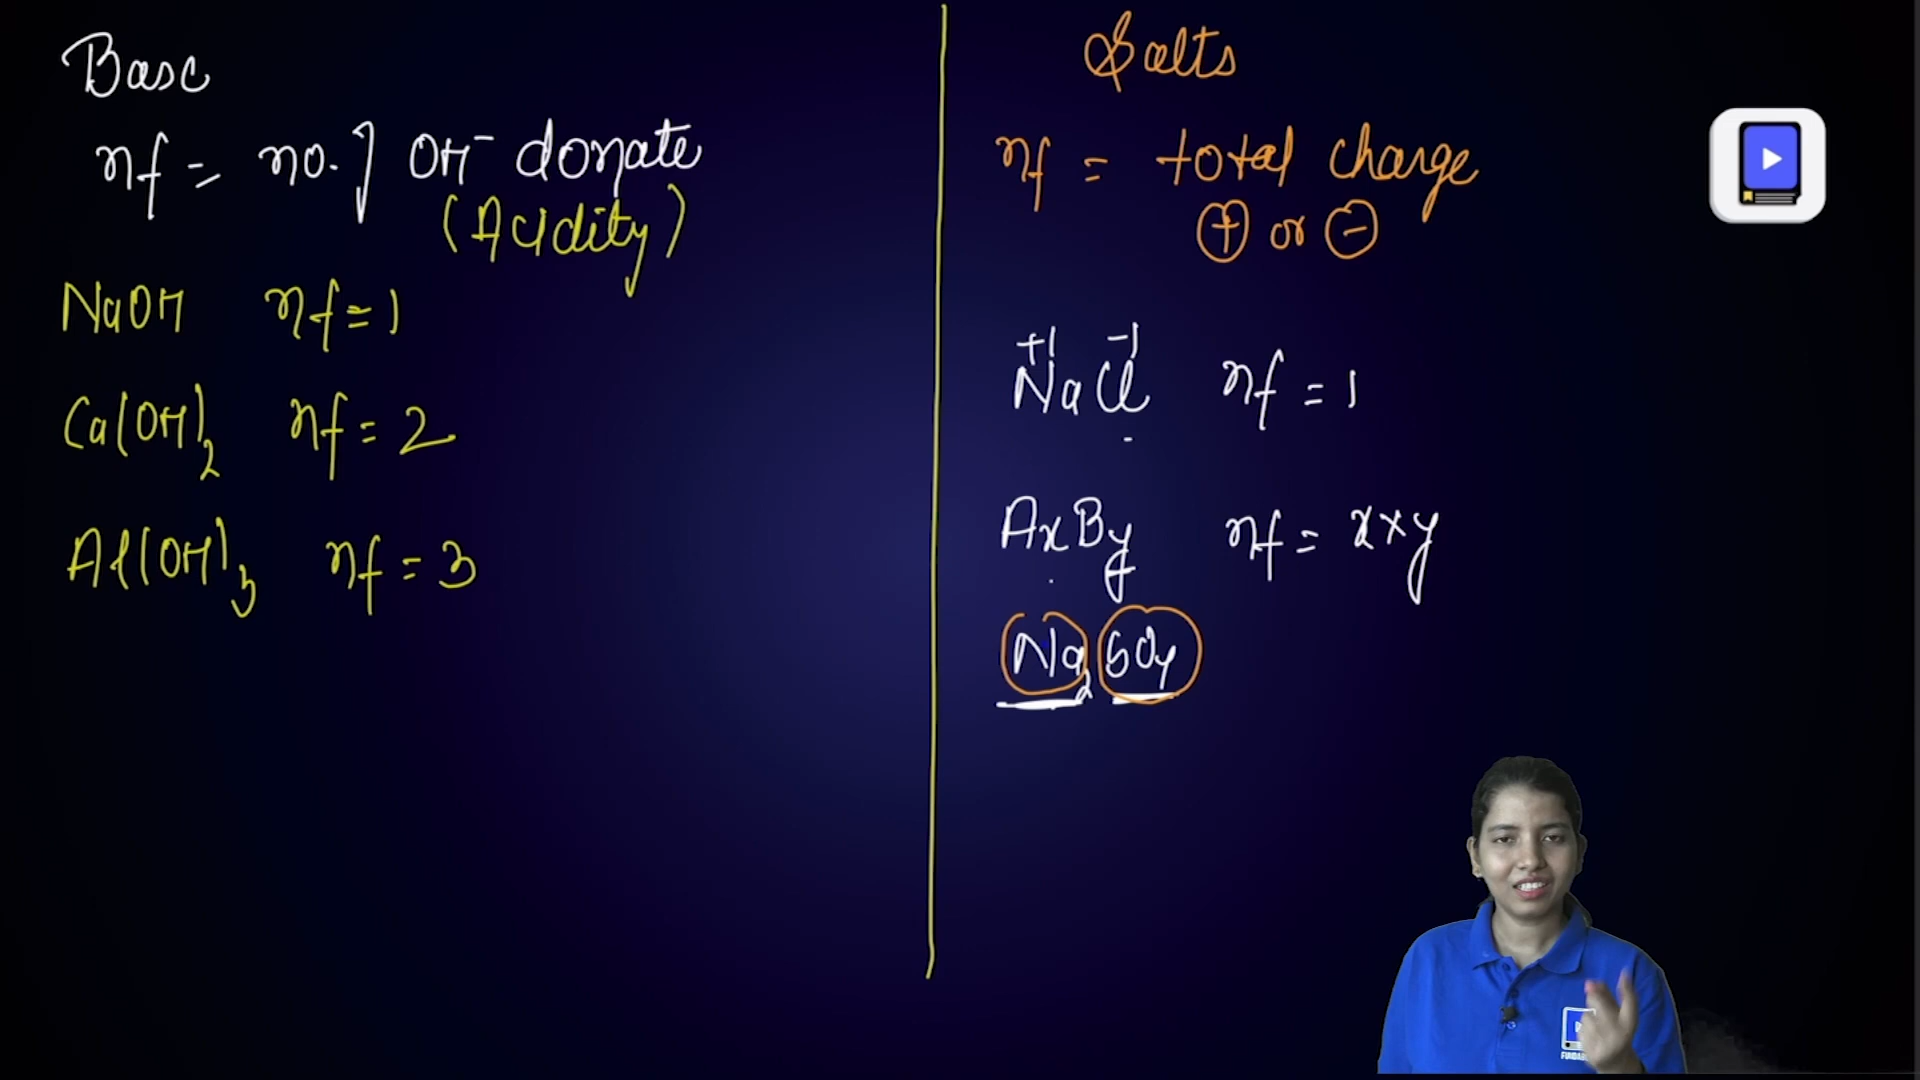 Base
nf = no. of OH⁻ donate
(Acidity)
NaOH nf = 1
Ca(OH)₂ nf = 2
Al(OH)₃ nf = 3
Salts
nf = total charge
+ or -
+1 -1
NaCl nf = 1
AxBy nf = x×y
Na₂SO₄